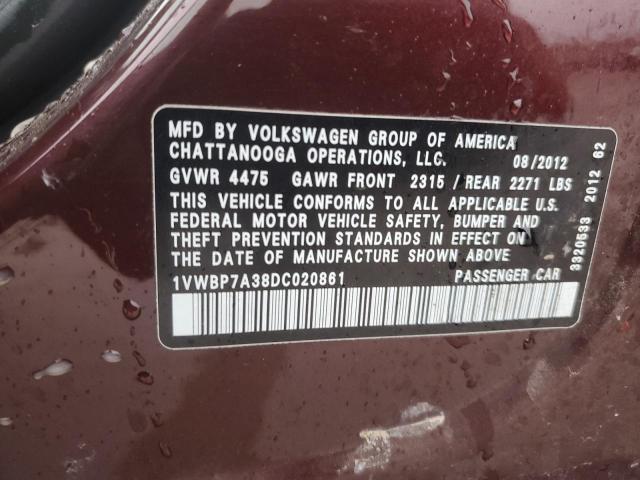 MFD BY VOLKSWAGEN GROUP OF AMERICA
CHATTANOOGA OPERATIONS, LLC. 08/2012
GVWR 4475 GAWR FRONT 2315 / REAR 2271 LBS
THIS VEHICLE CONFORMS TO ALL APPLICABLE U.S.
FEDERAL MOTOR VEHICLE SAFETY, BUMPER AND
THEFT PREVENTION STANDARDS IN EFFECT ON
THE DATE OF MANUFACTURE SHOWN ABOVE
1VWBP7A38DC020861 PASSENGER CAR
3320533 2012 62